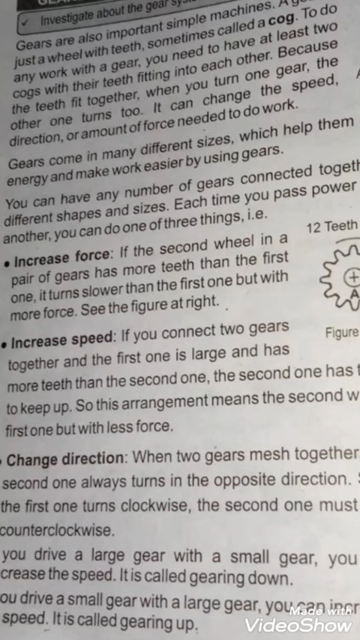 ✓ Investigate about the gear sys
Gears are also important simple machines. A
just a wheel with teeth, sometimes called a cog. To do
any work with a gear, you need to have at least two
cogs with their teeth fitting into each other. Because
the teeth fit together, when you turn one gear, the
other one turns too. It can change the speed,
direction, or amount of force needed to do work.
Gears come in many different sizes, which help them
energy and make work easier by using gears.
You can have any number of gears connected togeth
different shapes and sizes. Each time you pass power
another, you can do one of three things, i.e.
• Increase force: If the second wheel in a
pair of gears has more teeth than the first
one, it turns slower than the first one but with
more force. See the figure at right.
12 Teeth
A
Figure
• Increase speed: If you connect two gears
together and the first one is large and has
more teeth than the second one, the second one has t
to keep up. So this arrangement means the second w
first one but with less force.
• Change direction: When two gears mesh together
second one always turns in the opposite direction.
the first one turns clockwise, the second one must
counterclockwise.
you drive a large gear with a small gear, you
crease the speed. It is called gearing down.
ou drive a small gear with a large gear, you can incr
speed. It is called gearing up.
Made with
VideoShow